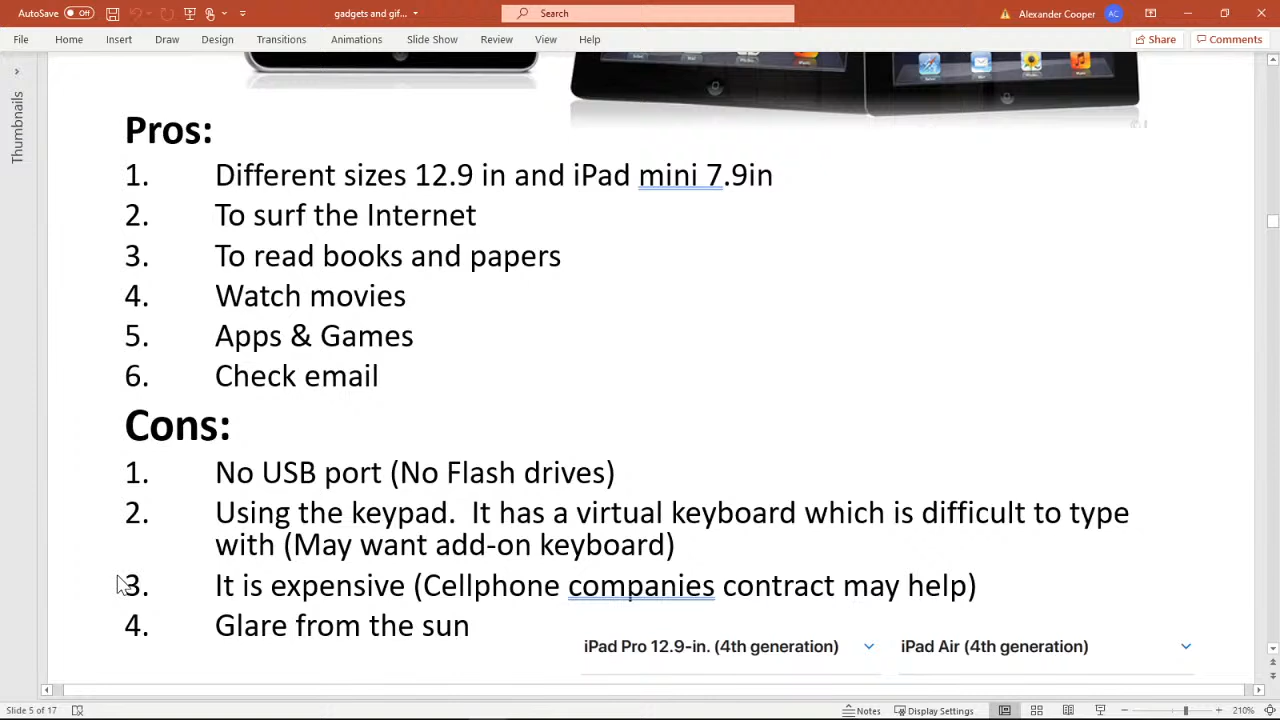 AutoSave Off gadgets and gif... Search Alexander Cooper AC
File Home Insert Draw Design Transitions Animations Slide Show Review View Help Share Comments
Thumbnails
Pros:
1. Different sizes 12.9 in and iPad mini 7.9in
2. To surf the Internet
3. To read books and papers
4. Watch movies
5. Apps & Games
6. Check email
Cons:
1. No USB port (No Flash drives)
2. Using the keypad. It has a virtual keyboard which is difficult to type
with (May want add-on keyboard)
3. It is expensive (Cellphone companies contract may help)
4. Glare from the sun
iPad Pro 12.9-in. (4th generation) iPad Air (4th generation)
Slide 5 of 17 Notes Display Settings 210%